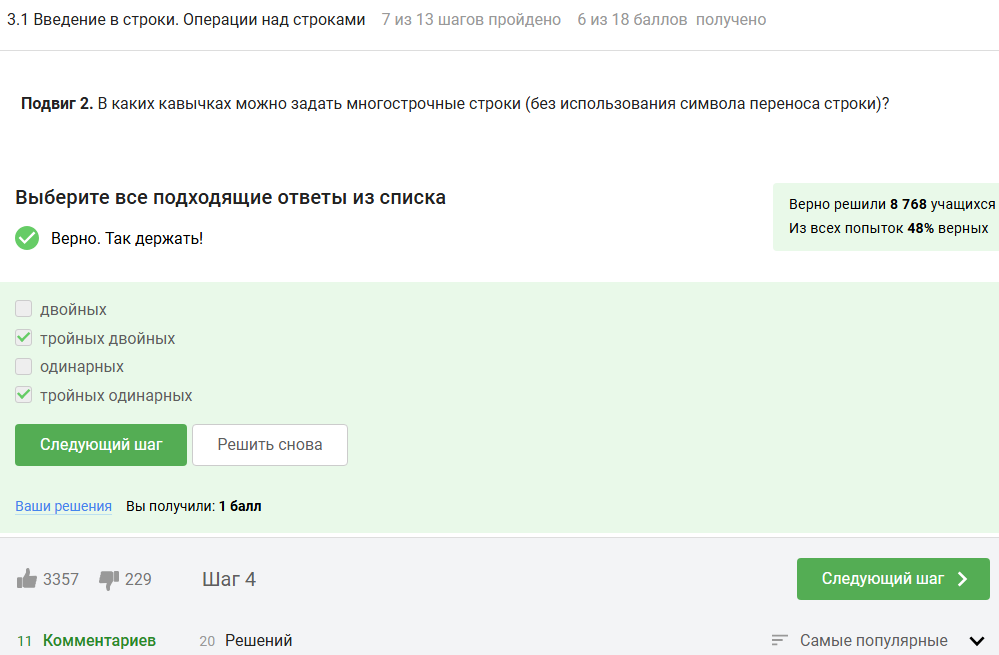 3.1 Введение в строки. Операции над строками 7 из 13 шагов пройдено 6 из 18 баллов получено
Подвиг 2. В каких кавычках можно задать многострочные строки (без использования символа переноса строки)?
Выберите все подходящие ответы из списка
Верно. Так держать!
Верно решили 8 768 учащихся
Из всех попыток 48% верных
двойных
тройных двойных
одинарных
тройных одинарных
Следующий шаг Решить снова
Ваши решения Вы получили: 1 балл
3357 229 Шаг 4 Следующий шаг
11 Комментариев 20 Решений Самые популярные